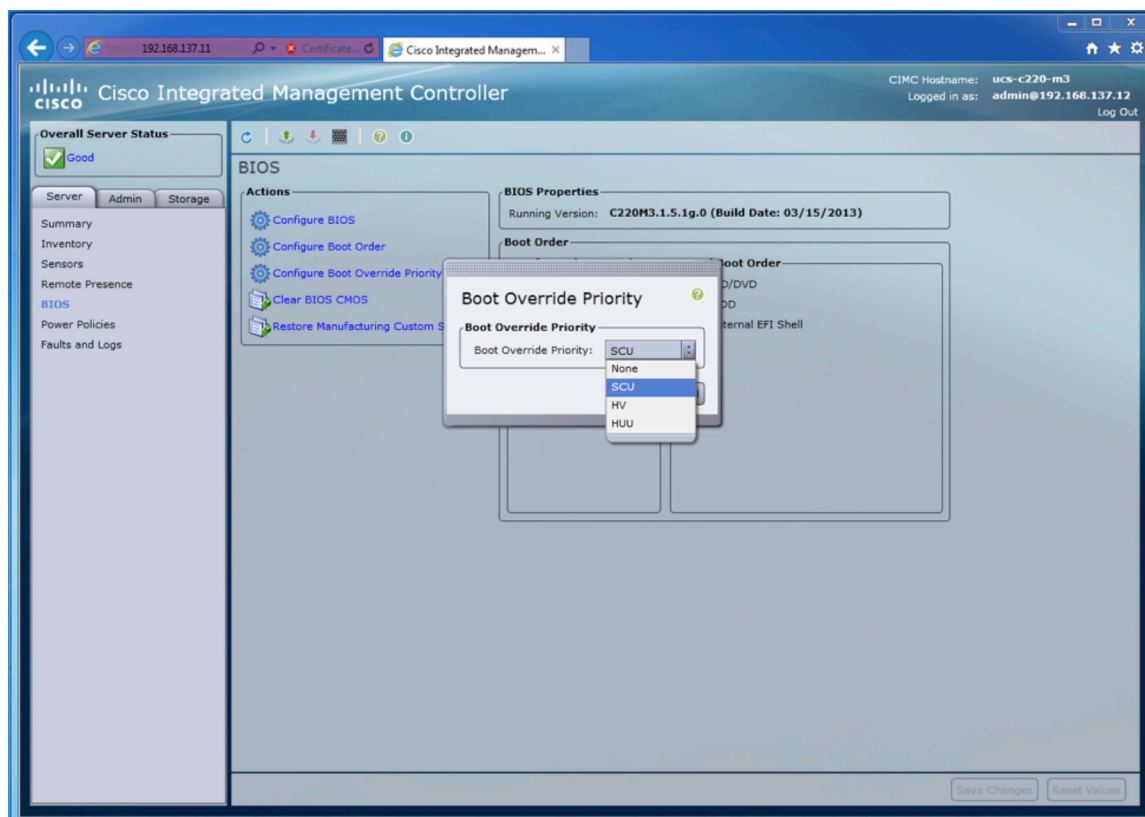 192.168.137.11
Certificate...
Cisco Integrated Managem...
CISCO
Cisco Integrated Management Controller
CIMC Hostname: ucs-c220-m3
Logged in as: admin@192.168.137.12
Log Out
Overall Server Status
Good
Server
Admin
Storage
Summary
Inventory
Sensors
Remote Presence
BIOS
Power Policies
Faults and Logs
BIOS
Actions
Configure BIOS
Configure Boot Order
Configure Boot Override Priority
Clear BIOS CMOS
Restore Manufacturing Custom S
BIOS Properties
Running Version: C220M3.1.5.1g.0 (Build Date: 03/15/2013)
Boot Order
Boot Order
D/DVD
DD
ternal EFI Shell
Boot Override Priority
Boot Override Priority
Boot Override Priority: SCU
None
SCU
HV
HUU
Save Changes
Reset Values